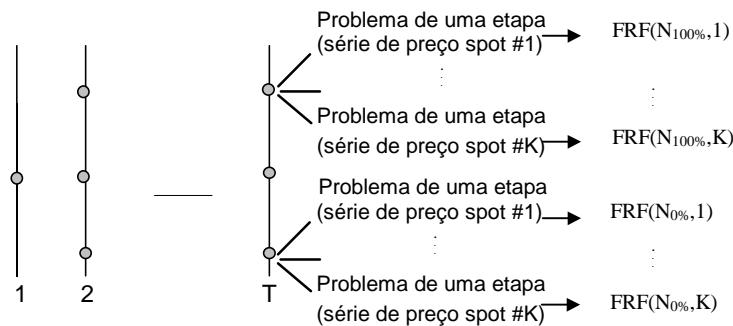 Problema de uma etapa
(série de preço spot #1)
FRF(N100%,1)
Problema de uma etapa
(série de preço spot #K)
FRF(N100%,K)
Problema de uma etapa
(série de preço spot #1)
FRF(N0%,1)
Problema de uma etapa
(série de preço spot #K)
FRF(N0%,K)
1 2 T